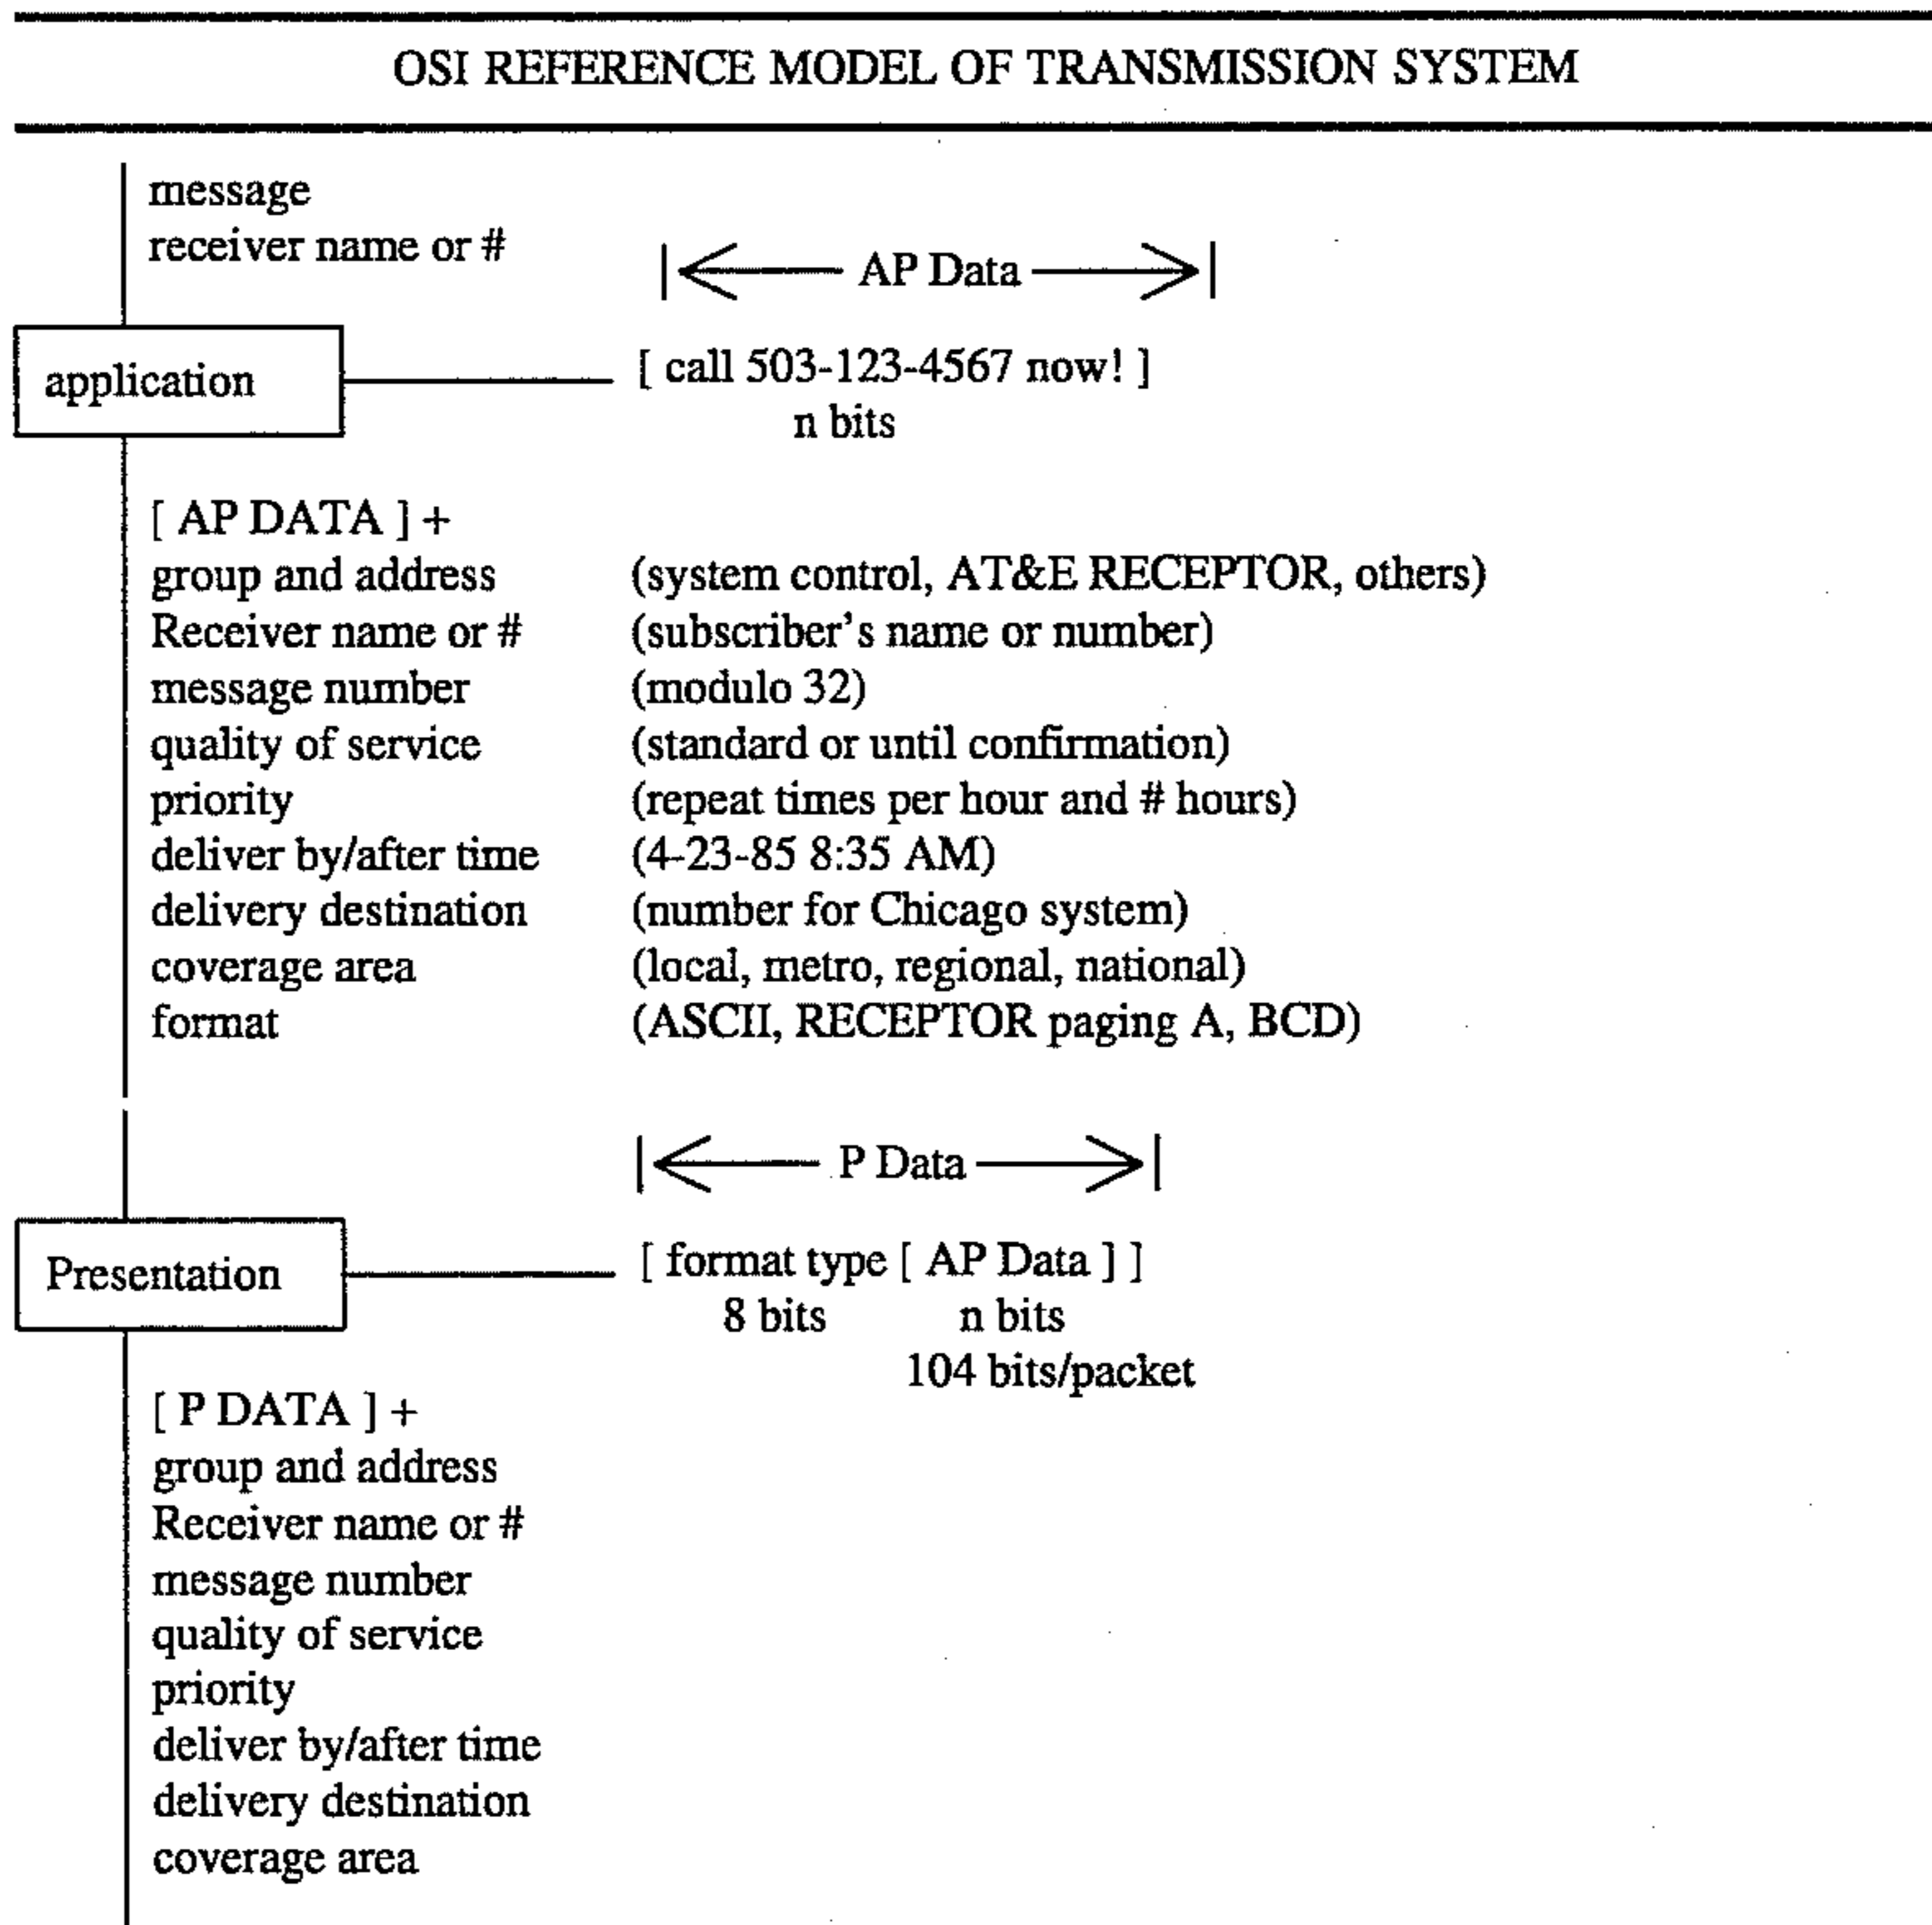 OSI REFERENCE MODEL OF TRANSMISSION SYSTEM
message
receiver name or #
AP Data
application
[ call 503-123-4567 now! ]
n bits
[ AP DATA ] +
group and address (system control, AT&E RECEPTOR, others)
Receiver name or # (subscriber's name or number)
message number (modulo 32)
quality of service (standard or until confirmation)
priority (repeat times per hour and # hours)
deliver by/after time (4-23-85 8:35 AM)
delivery destination (number for Chicago system)
coverage area (local, metro, regional, national)
format (ASCII, RECEPTOR paging A, BCD)
P Data
Presentation
[ format type [ AP Data ] ]
8 bits n bits
104 bits/packet
[ P DATA ] +
group and address
Receiver name or #
message number
quality of service
priority
deliver by/after time
delivery destination
coverage area